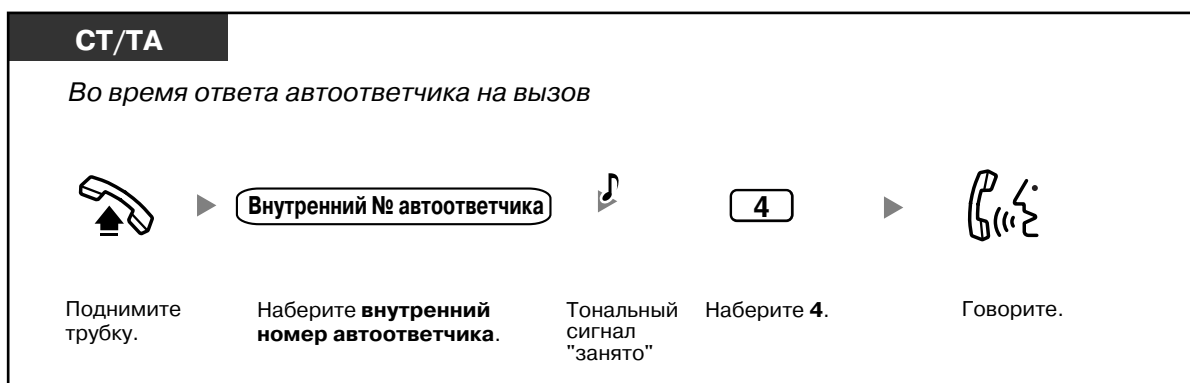 СТ/ТА
Во время ответа автоответчика на вызов
Внутренний № автоответчика
4
Поднимите
трубку.
Наберите внутренний
номер автоответчика.
Тональный
сигнал
"занято"
Наберите 4.
Говорите.